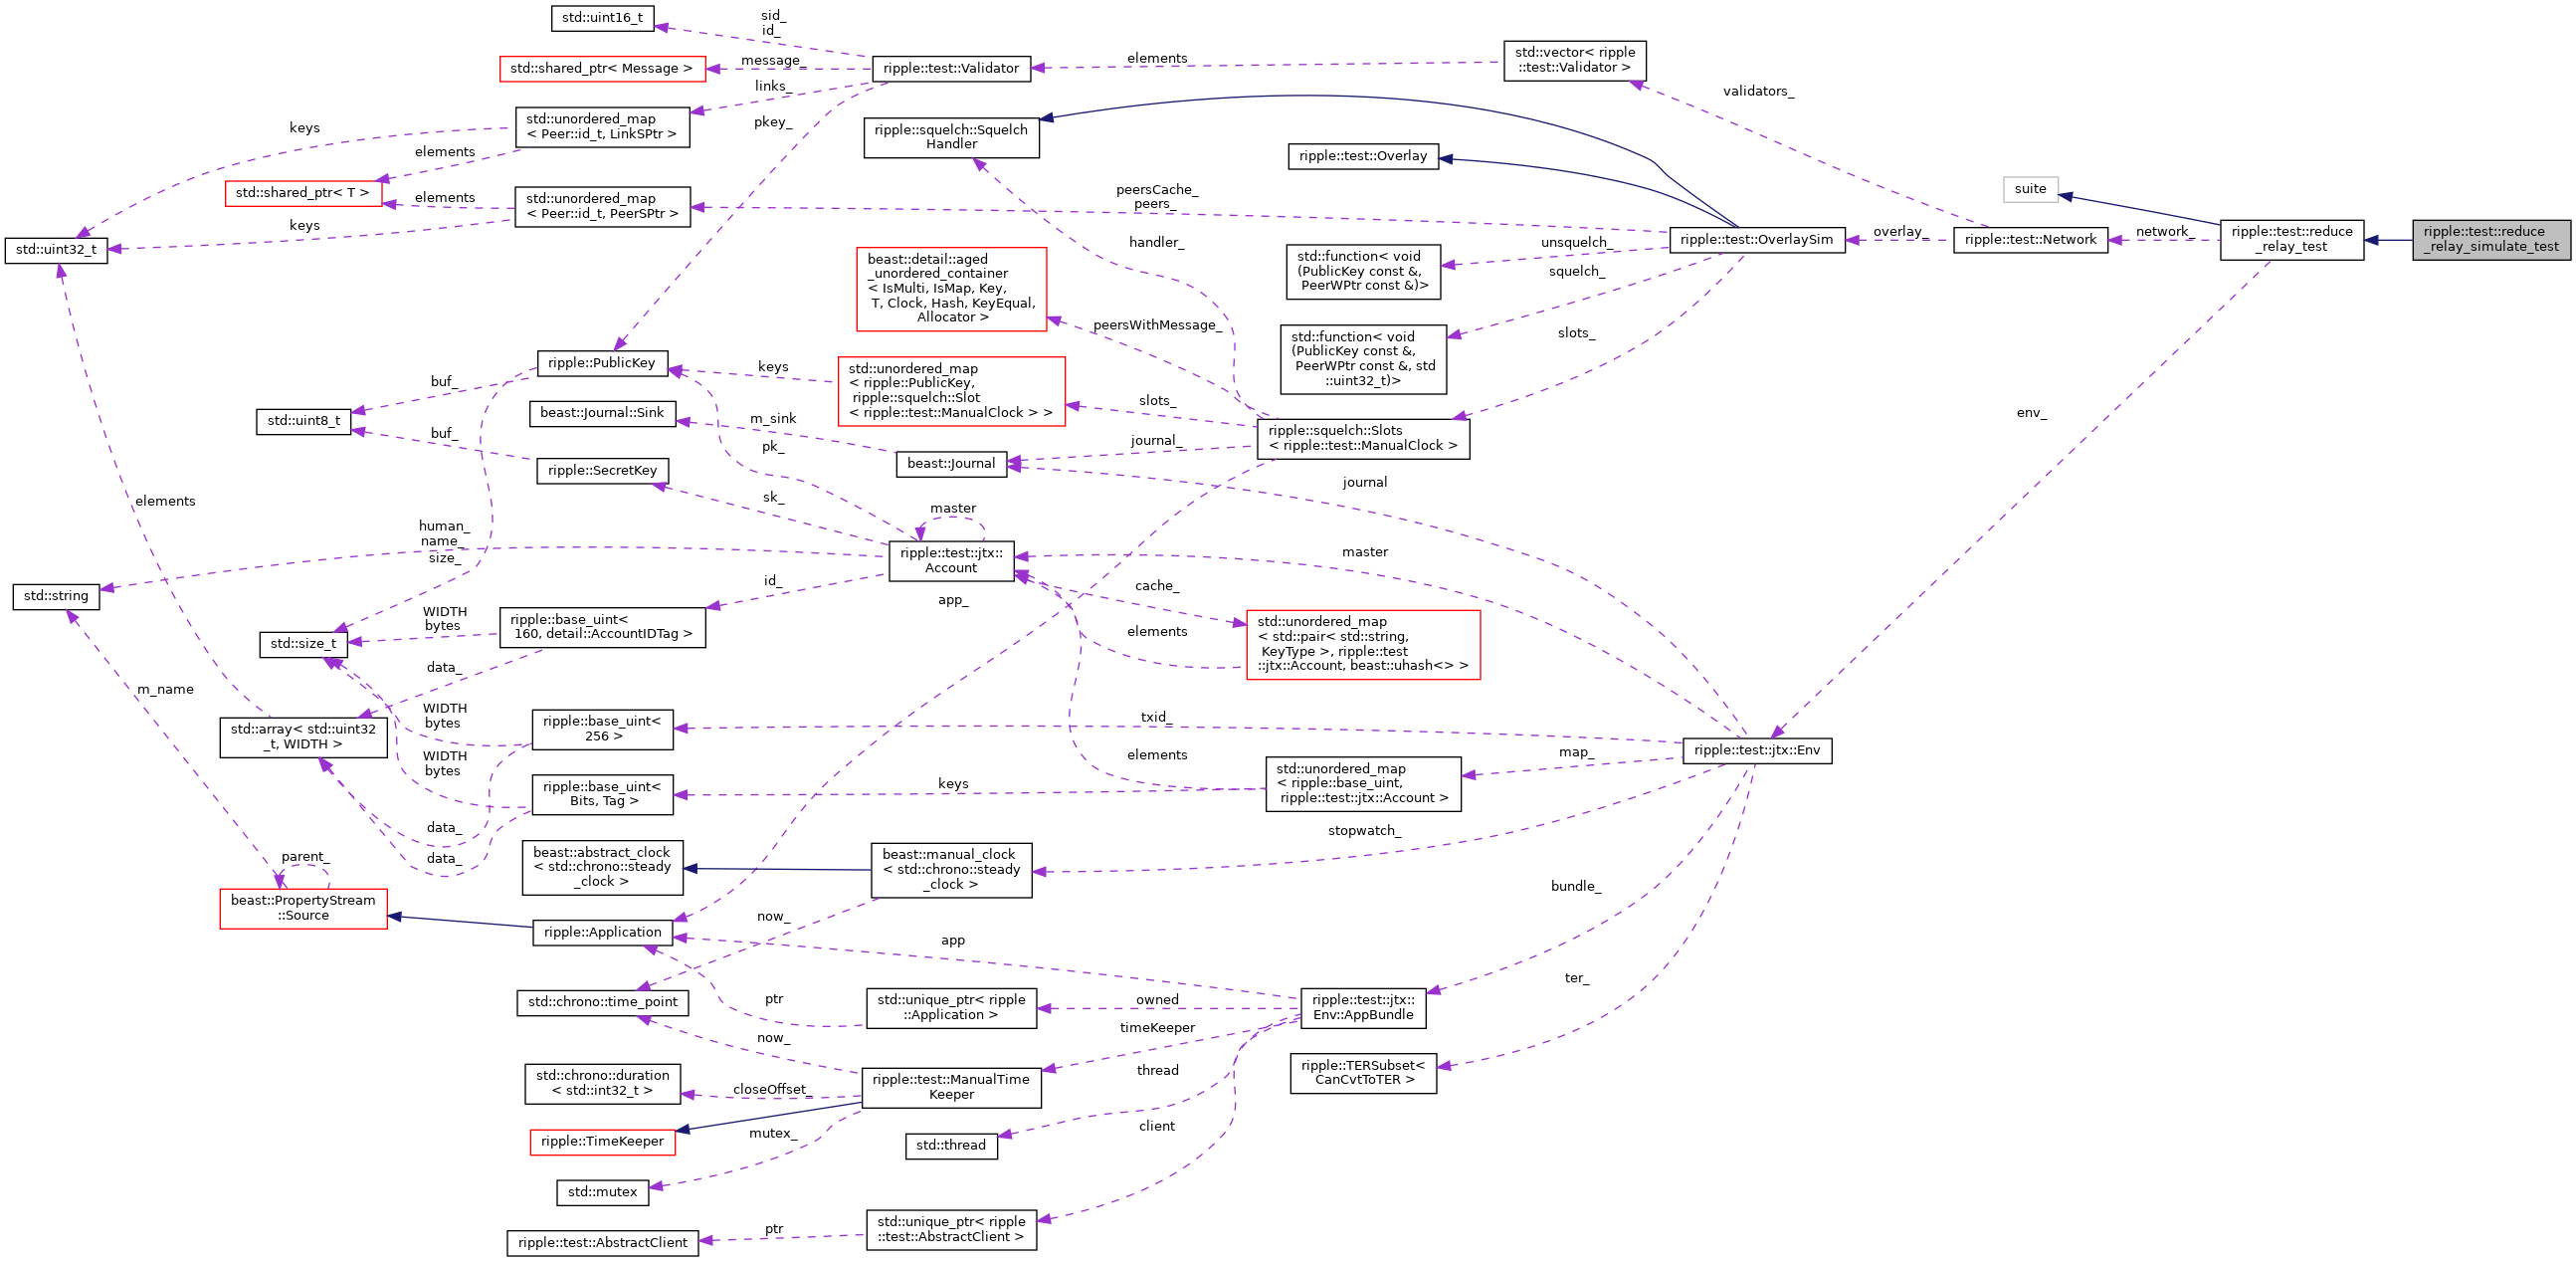 std::uint16_t
sid_
id_
std::vector< ripple
::test::Validator >
elements
std::shared_ptr< Message >
message_
ripple::test::Validator
links_
validators_
std::unordered_map
< Peer::id_t, LinkSPtr >
keys
pkey_
ripple::squelch::Squelch
Handler
elements
ripple::test::Overlay
std::shared_ptr< T >
elements
std::unordered_map
< Peer::id_t, PeerSPtr >
peersCache_
peers_
suite
keys
std::uint32_t
handler_
unsquelch_
ripple::test::OverlaySim
overlay_
ripple::test::Network
network_
ripple::test::reduce
_relay_test
ripple::test::reduce
_relay_simulate_test
beast::detail::aged
_unordered_container
< IsMulti, IsMap, Key,
T, Clock, Hash, KeyEqual,
Allocator >
std::function< void
(PublicKey const &,
PeerWPtr const &)>
squelch_
peersWithMessage_
std::function< void
(PublicKey const &,
PeerWPtr const &, std
::uint32_t)>
slots_
ripple::PublicKey
keys
std::unordered_map
< ripple::PublicKey,
ripple::squelch::Slot
< ripple::test::ManualClock > >
buf_
slots_
env_
std::uint8_t
beast::Journal::Sink
m_sink
buf_
pk_
journal_
ripple::squelch::Slots
< ripple::test::ManualClock >
ripple::SecretKey
beast::Journal
journal
elements
sk_
master
human_
name_
size_
ripple::test::jtx::
Account
master
std::string
id_
app_
cache_
WIDTH
bytes
ripple::base_uint<
160, detail::AccountIDTag >
elements
std::unordered_map
< std::pair< std::string,
KeyType >, ripple::test
::jtx::Account, beast::uhash<> >
std::size_t
data_
m_name
WIDTH
bytes
ripple::base_uint<
256 >
txid_
std::array< std::uint32
_t, WIDTH >
WIDTH
bytes
elements
map_
ripple::test::jtx::Env
ripple::base_uint<
Bits, Tag >
keys
std::unordered_map
< ripple::base_uint,
ripple::test::jtx::Account >
data_
data_
stopwatch_
parent_
beast::abstract_clock
< std::chrono::steady
_clock >
beast::manual_clock
< std::chrono::steady
_clock >
bundle_
beast::PropertyStream
::Source
ripple::Application
now_
app
ter_
std::chrono::time_point
ptr
std::unique_ptr< ripple
::Application >
owned
ripple::test::jtx::
Env::AppBundle
now_
timeKeeper
std::chrono::duration
< std::int32_t >
closeOffset_
ripple::test::ManualTime
Keeper
thread
ripple::TERSubset<
CanCvtToTER >
ripple::TimeKeeper
mutex_
std::thread
client
std::mutex
ripple::test::AbstractClient
ptr
std::unique_ptr< ripple
::test::AbstractClient >